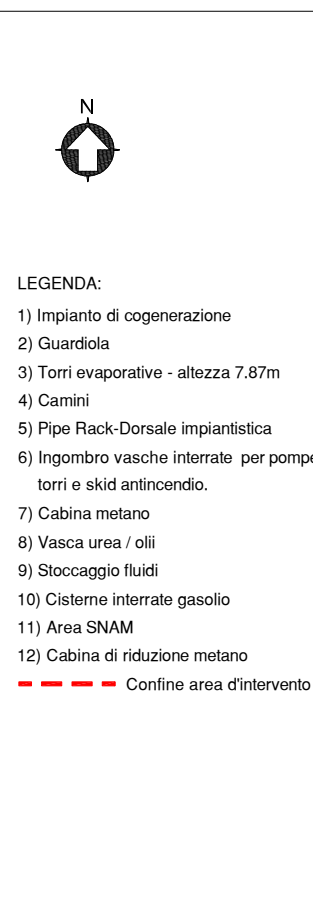 N
LEGENDA:
1) Impianto di cogenerazione
2) Guardiola
3) Torri evaporative - altezza 7.87m
4) Camini
5) Pipe Rack-Dorsale impiantistica
6) Ingombro vasche interrate per pompe
torri e skid antincendio.
7) Cabina metano
8) Vasca urea / olii
9) Stoccaggio fluidi
10) Cisterne interrate gasolio
11) Area SNAM
12) Cabina di riduzione metano
Confine area d'intervento